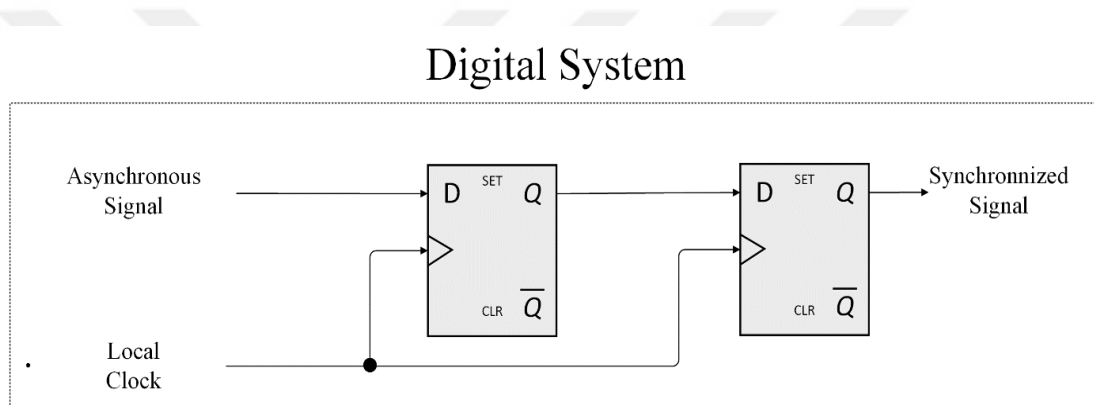 Digital System
Asynchronous
Signal
D SET Q
CLR Q̅
D SET Q
CLR Q̅
Synchronnized
Signal
Local
Clock